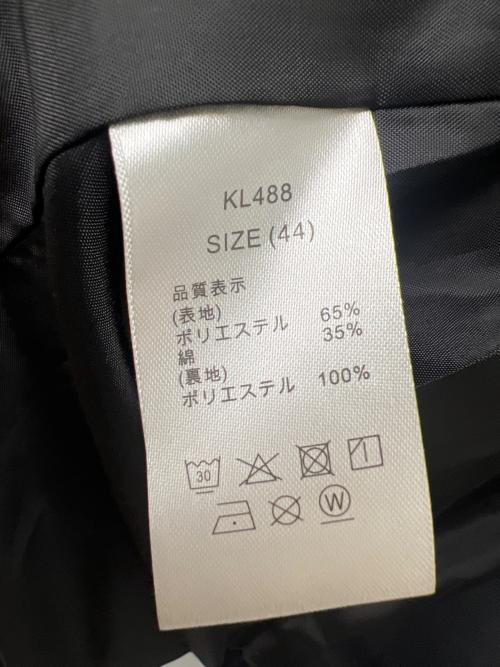 KL488
SIZE (44)
品質表示
(表地)
ポリエステル 65%
綿 35%
(裏地)
ポリエステル 100%
30
W